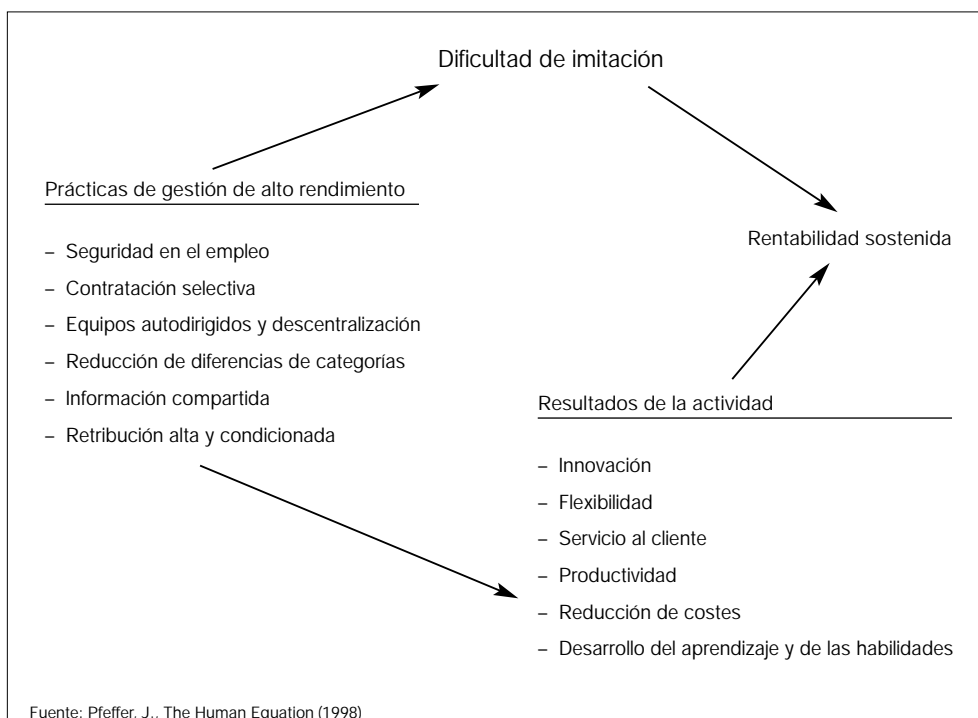 Dificultad de imitación
Prácticas de gestión de alto rendimiento
– Seguridad en el empleo
– Contratación selectiva
– Equipos autodirigidos y descentralización
– Reducción de diferencias de categorías
– Información compartida
– Retribución alta y condicionada
Rentabilidad sostenida
Resultados de la actividad
– Innovación
– Flexibilidad
– Servicio al cliente
– Productividad
– Reducción de costes
– Desarrollo del aprendizaje y de las habilidades
Fuente: Pfeffer, J., The Human Equation (1998)